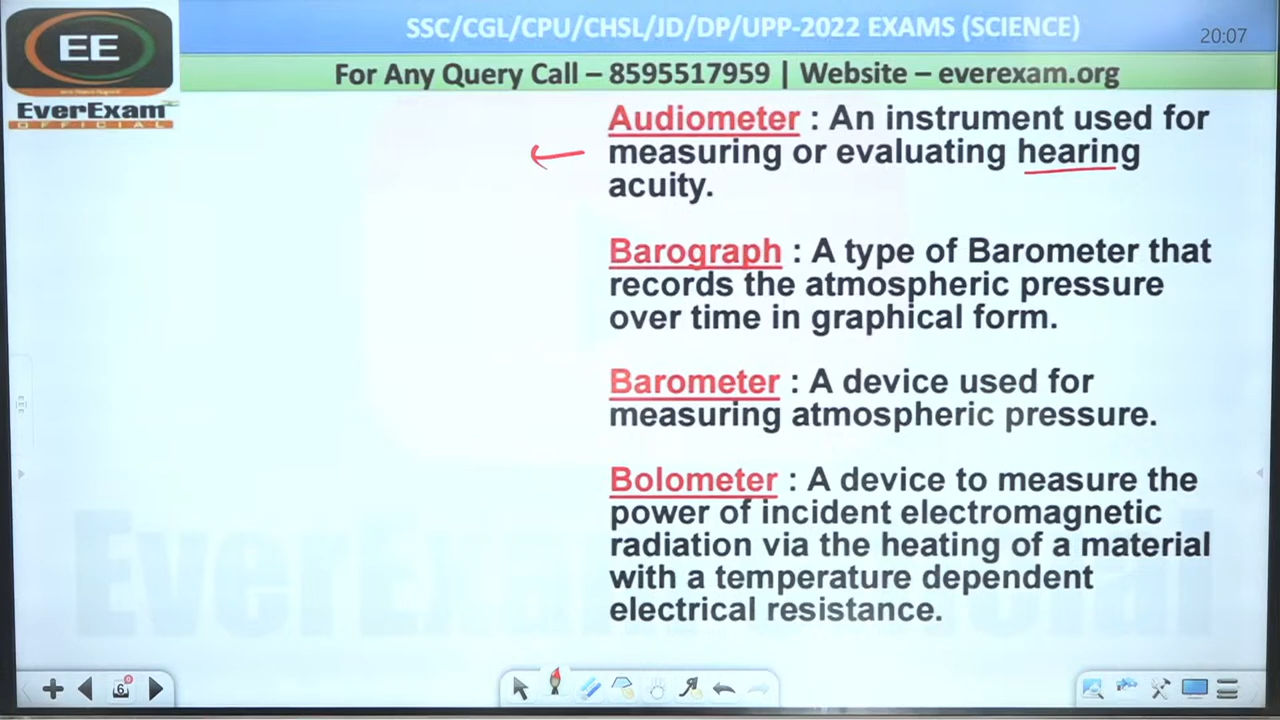 EE
EverExam
OFFICIAL
SSC/CGL/CPU/CHSL/JD/DP/UPP-2022 EXAMS (SCIENCE)
20:07
For Any Query Call – 8595517959 | Website – everexam.org
Audiometer : An instrument used for
measuring or evaluating hearing
acuity.
Barograph : A type of Barometer that
records the atmospheric pressure
over time in graphical form.
Barometer : A device used for
measuring atmospheric pressure.
Bolometer : A device to measure the
power of incident electromagnetic
radiation via the heating of a material
with a temperature dependent
electrical resistance.
EverExam Official
6